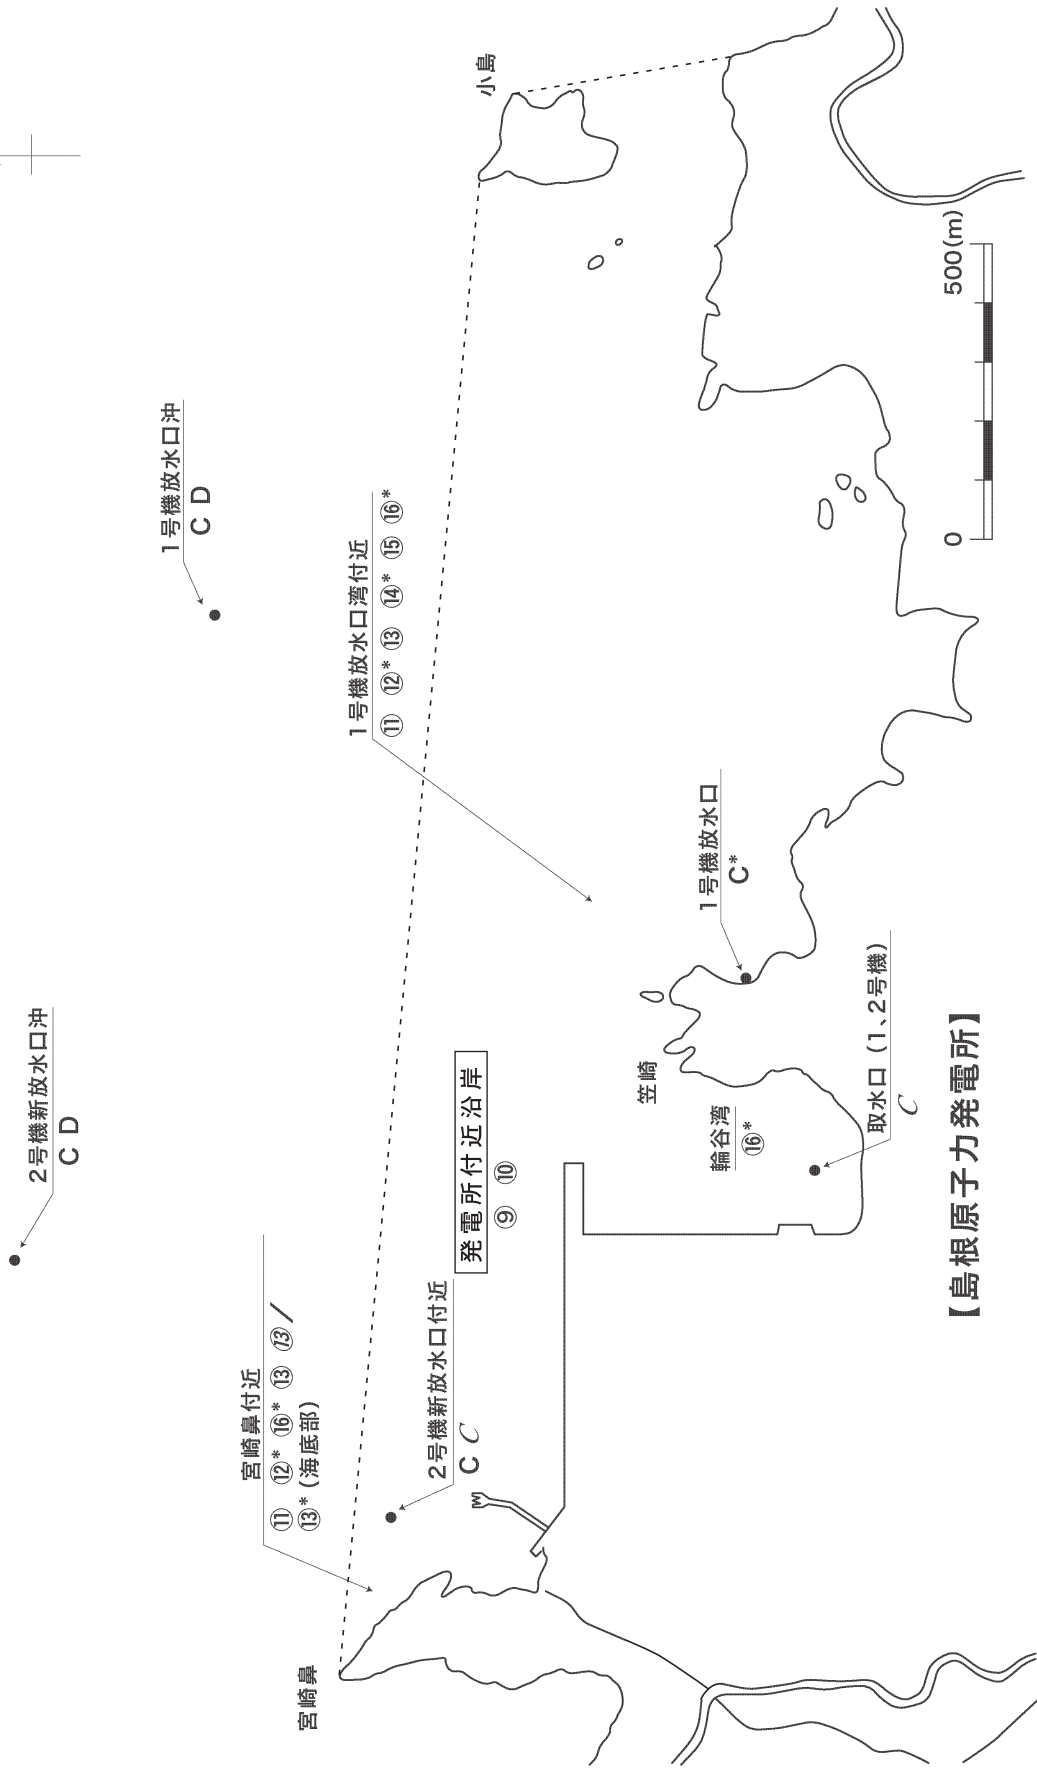 2号機新放水口沖
C D
1号機放水口沖
C D
宮崎鼻付近
⑪ ⑫* ⑯* ⑬ ⑬/
⑬*(海底部)
宮崎鼻
1号機放水口湾付近
⑪ ⑫* ⑬ ⑭* ⑮ ⑯*
小島
2号機新放水口付近
C C
発電所付近沿岸
⑨ ⑩
笠崎
輪谷湾
⑯*
1号機放水口
C*
取水口（1、2号機）
C
【島根原子力発電所】
0 500(m)